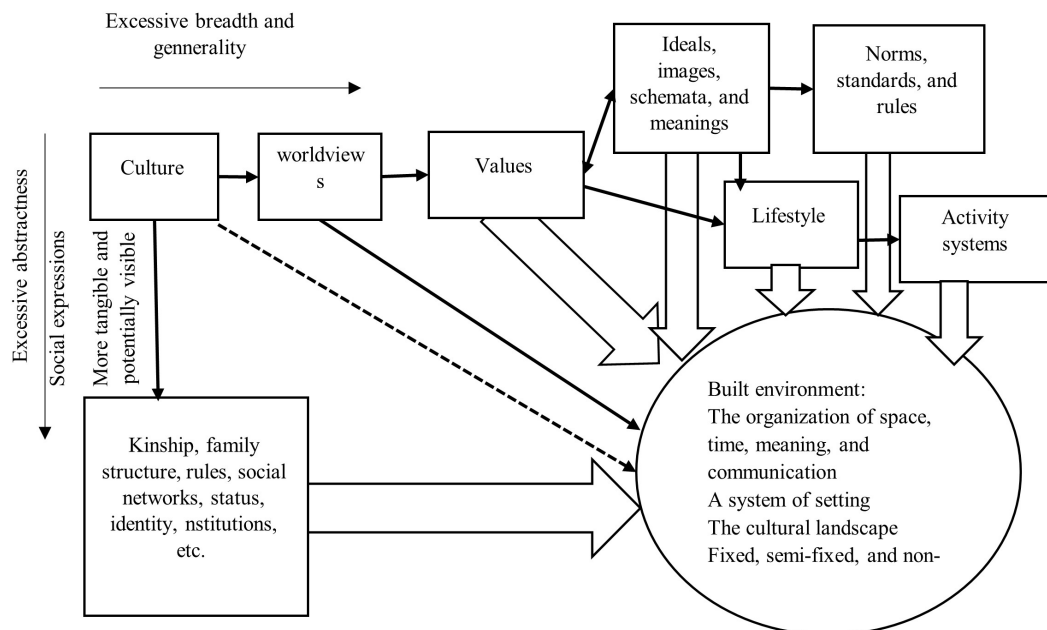 Excessive breadth and
gennerality
Ideals,
images,
schemata, and
meanings
Norms,
standards, and
rules
Culture
worldview
s
Values
Lifestyle
Activity
systems
Excessive abstractness
Social expressions
More tangible and
potentially visible
Kinship, family
structure, rules, social
networks, status,
identity, nstitutions,
etc.
Built environment:
The organization of space,
time, meaning, and
communication
A system of setting
The cultural landscape
Fixed, semi-fixed, and non-